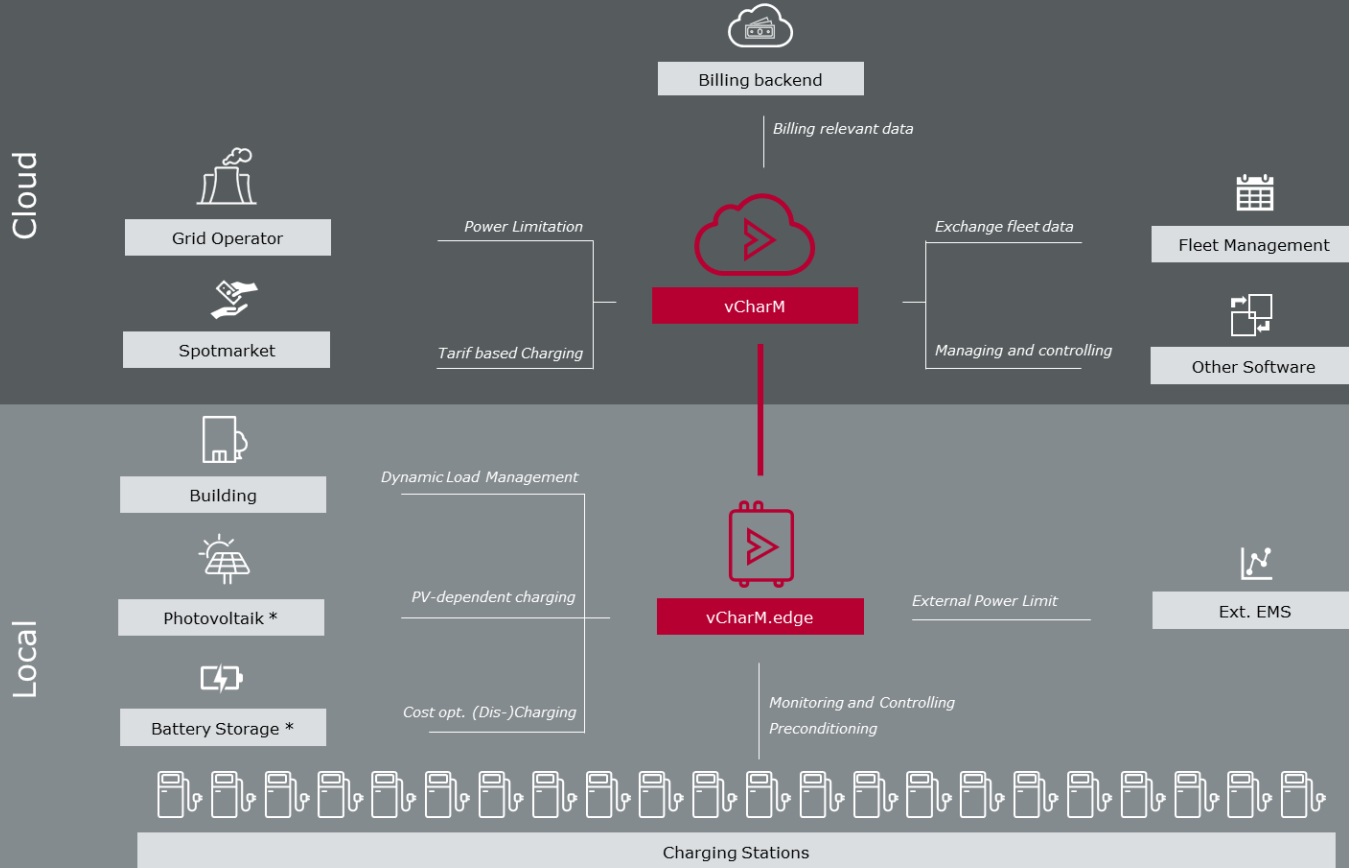 Billing backend
Billing relevant data
Cloud
Grid Operator
Power Limitation
vCharM
Exchange fleet data
Fleet Management
Spotmarket
Tarif based Charging
Managing and controlling
Other Software
Local
Building
Dynamic Load Management
Photovoltaik *
PV-dependent charging
vCharM.edge
External Power Limit
Ext. EMS
Battery Storage *
Cost opt. (Dis-)Charging
Monitoring and Controlling
Preconditioning
Charging Stations